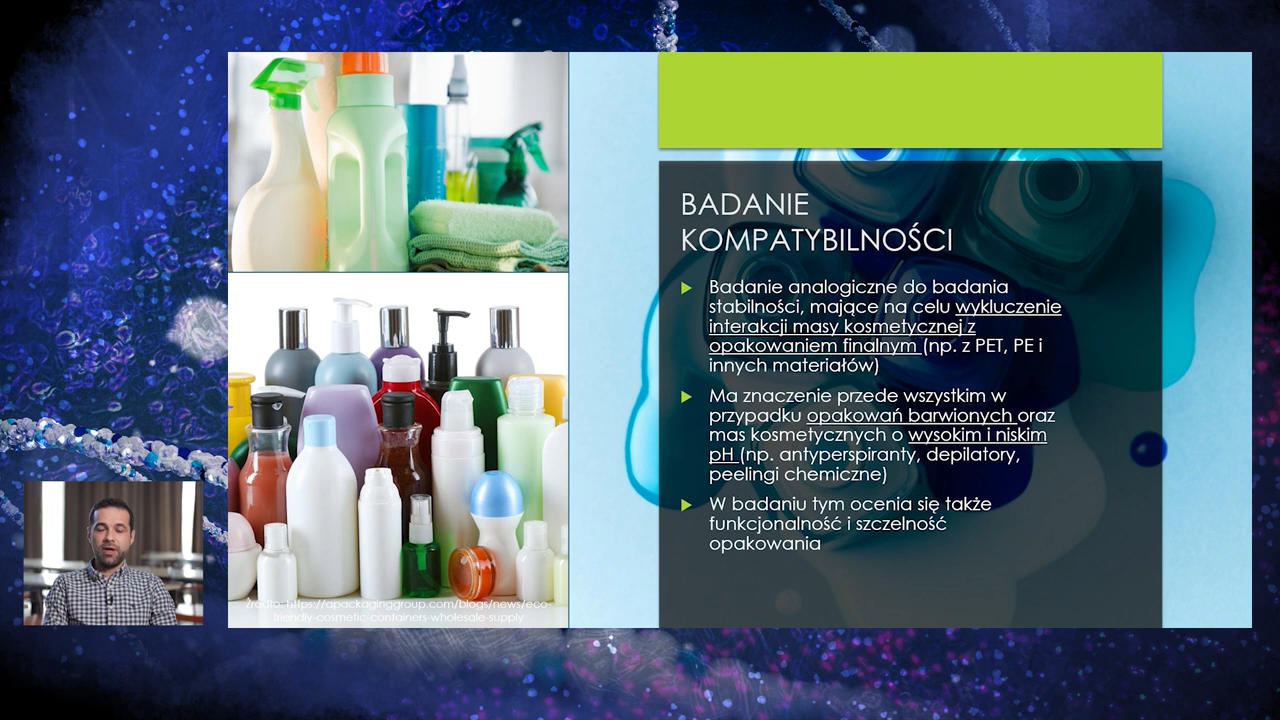 BADANIE
KOMPATYBILNOŚCI
Badanie analogiczne do badania
stabilności, mające na celu wykluczenie
interakcji masy kosmetycznej z
opakowaniem finalnym (np. z PET, PE i
innych materiałów)
Ma znaczenie przede wszystkim w
przypadku opakowań barwionych oraz
mas kosmetycznych o wysokim i niskim
pH (np. antyperspiranty, depilatory,
peelingi chemiczne)
W badaniu tym ocenia się także
funkcjonalność i szczelność
opakowania
Źródło: https://apackaginggroup.com/blogs/news/eco-
friendly-cosmetic-containers-wholesale-supply